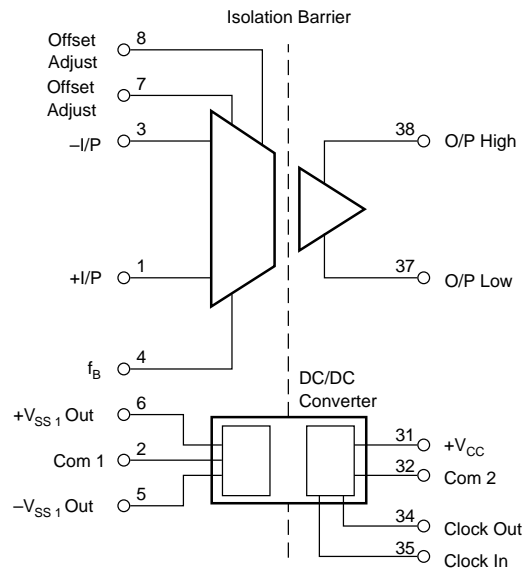 Isolation Barrier
Offset
Adjust
8
Offset
Adjust
7
–I/P
3
38
O/P High
+I/P
1
37
O/P Low
fB
4
DC/DC
Converter
+VSS 1 Out
6
31
+VCC
Com 1
2
32
Com 2
–VSS 1 Out
5
34
Clock Out
35
Clock In